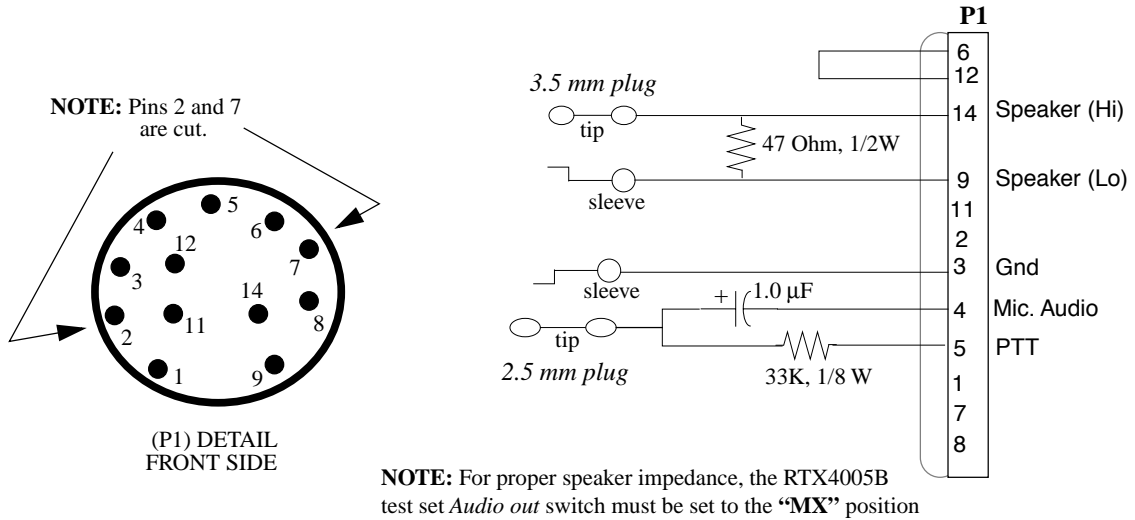 NOTE: Pins 2 and 7
are cut.
5
4
6
12
7
3
14
8
2
11
1
9
(P1) DETAIL
FRONT SIDE
P1
6
12
3.5 mm plug
14 Speaker (Hi)
tip
47 Ohm, 1/2W
9 Speaker (Lo)
sleeve
11
2
3 Gnd
sleeve
+ 1.0 µF
4 Mic. Audio
tip
5 PTT
2.5 mm plug
33K, 1/8 W
1
7
8
NOTE: For proper speaker impedance, the RTX4005B
test set Audio out switch must be set to the “MX” position